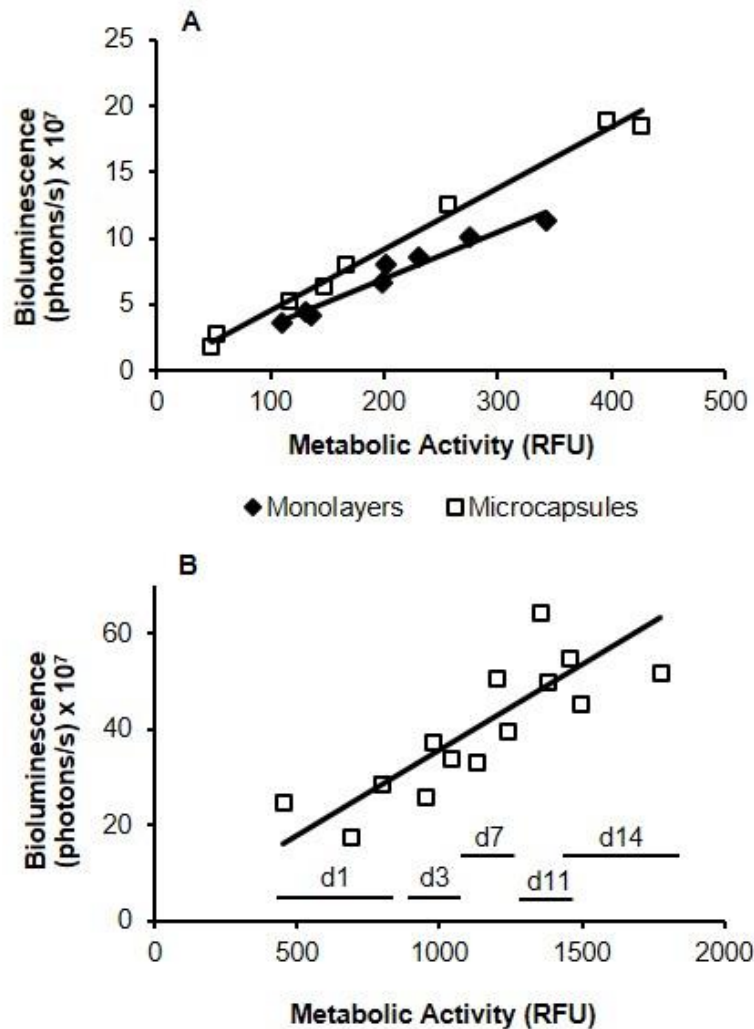 A
25
20
15
10
5
0
Bioluminescence
(photons/s) x 10⁷
0 100 200 300 400 500
Metabolic Activity (RFU)
Monolayers Microcapsules
B
60
40
20
0
Bioluminescence
(photons/s) x 10⁷
d7 d14
d1 d3 d11
0 500 1000 1500 2000
Metabolic Activity (RFU)